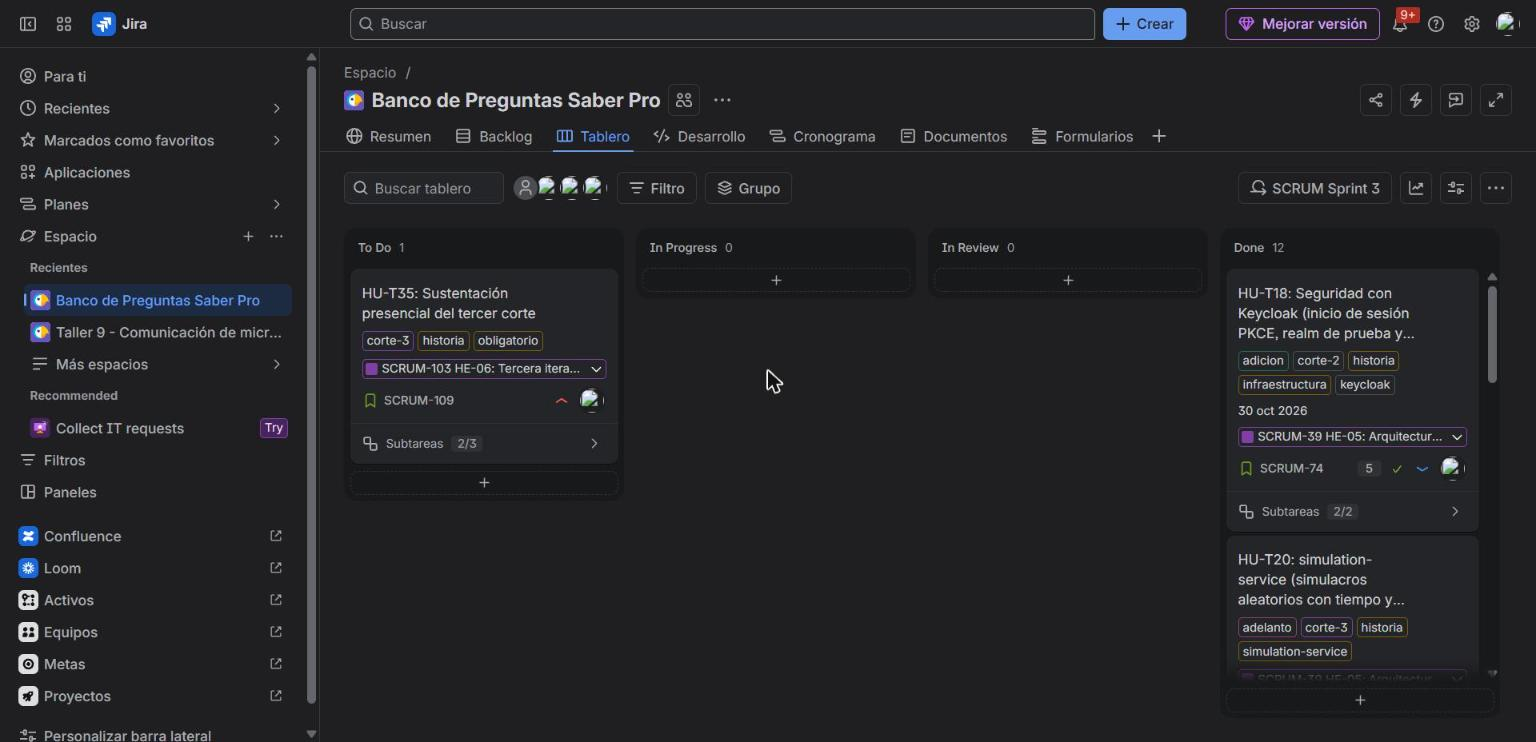 Jira
Buscar
Crear
Mejorar versión
9+
Para ti
Recientes
Marcados como favoritos
Aplicaciones
Planes
Espacio
Recientes
Banco de Preguntas Saber Pro
Taller 9 - Comunicación de micr...
Más espacios
Recommended
Collect IT requests
Try
Filtros
Paneles
Confluence
Loom
Activos
Equipos
Metas
Proyectos
Personalizar barra lateral
Espacio /
Banco de Preguntas Saber Pro
Resumen
Backlog
Tablero
Desarrollo
Cronograma
Documentos
Formularios
Buscar tablero
Filtro
Grupo
SCRUM Sprint 3
To Do 1
HU-T35: Sustentación
presencial del tercer corte
corte-3 historia obligatorio
SCRUM-103 HE-06: Tercera itera...
SCRUM-109
Subtareas 2/3
In Progress 0
In Review 0
Done 12
HU-T18: Seguridad con
Keycloak (inicio de sesión
PKCE, realm de prueba y...
adicion corte-2 historia
infraestructura keycloak
30 oct 2026
SCRUM-39 HE-05: Arquitectur...
SCRUM-74 5
Subtareas 2/2
HU-T20: simulation-
service (simulacros
aleatorios con tiempo y...
adelanto corte-3 historia
simulation-service
SCRUM-39 HE-05: Arquitectur...